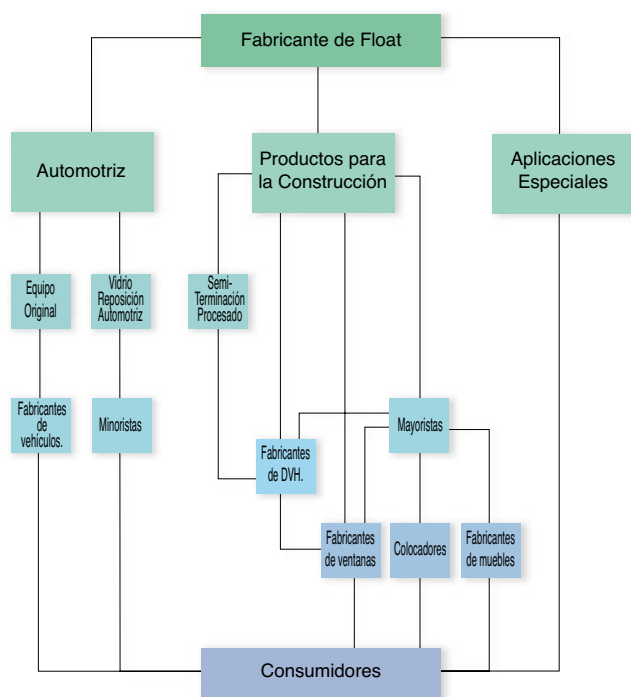 Fabricante de Float
Automotriz
Productos para
la Construcción
Aplicaciones
Especiales
Equipo
Original
Vidrio
Reposición
Automotriz
Semi-
Terminación
Procesado
Fabricantes
de
vehículos.
Minoristas
Mayoristas
Fabricantes
de DVH.
Fabricantes
de ventanas
Colocadores
Fabricantes
de muebles
Consumidores